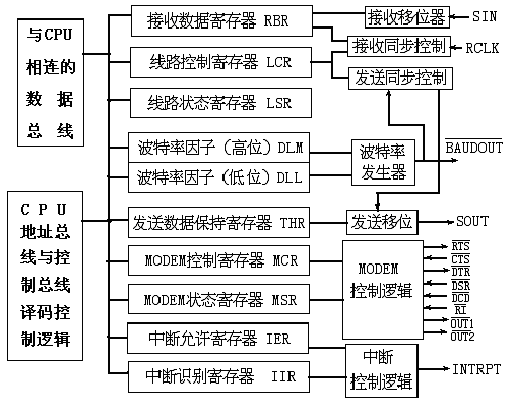 与CPU
相连的
数 据
总 线
C P U
地址总
线与控
制总线
译码控
制逻辑
接收数据寄存器 RBR
线路控制寄存器 LCR
线路状态寄存器 LSR
波特率因子（高位）DLM
波特率因子（低位）DLL
发送数据保持寄存器 THR
MODEM控制寄存器 MCR
MODEM状态寄存器 MSR
中断允许寄存器 IER
中断识别寄存器 IIR
接收移位器
接收同步控制
发送同步控制
波特率
发生器
发送移位
MODEM
控制逻辑
中断
控制逻辑
SIN
RCLK
BAUDOUT
SOUT
RTS
CTS
DTR
DSR
DCD
RI
OUT1
OUT2
INTRPT